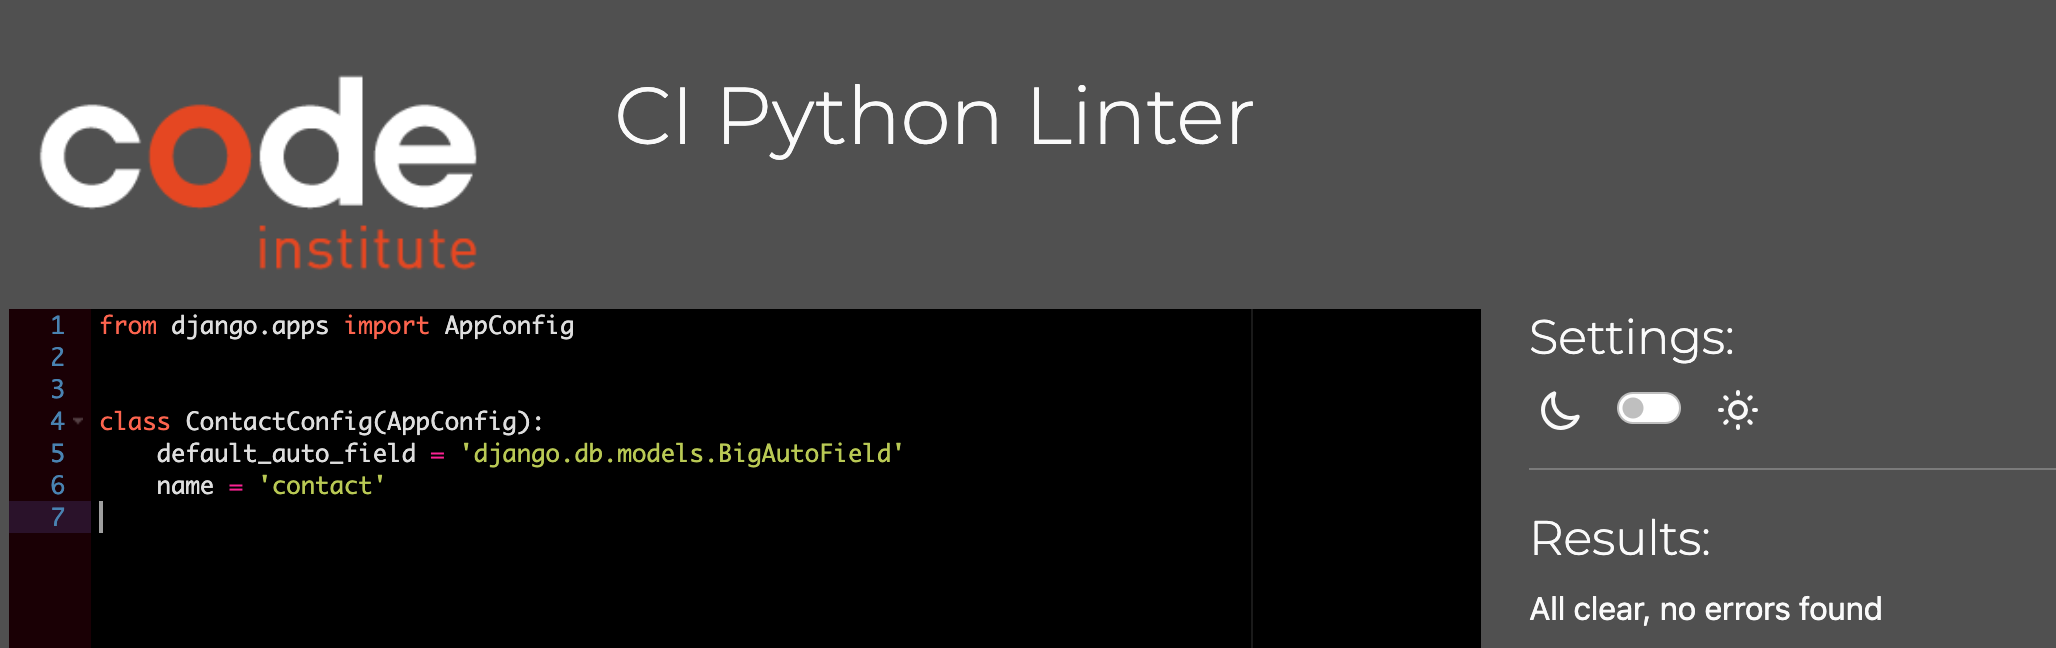 code
institute
CI Python Linter
1 from django.apps import AppConfig
2
3
4 class ContactConfig(AppConfig):
5     default_auto_field = 'django.db.models.BigAutoField'
6     name = 'contact'
7
Settings:
Results:
All clear, no errors found